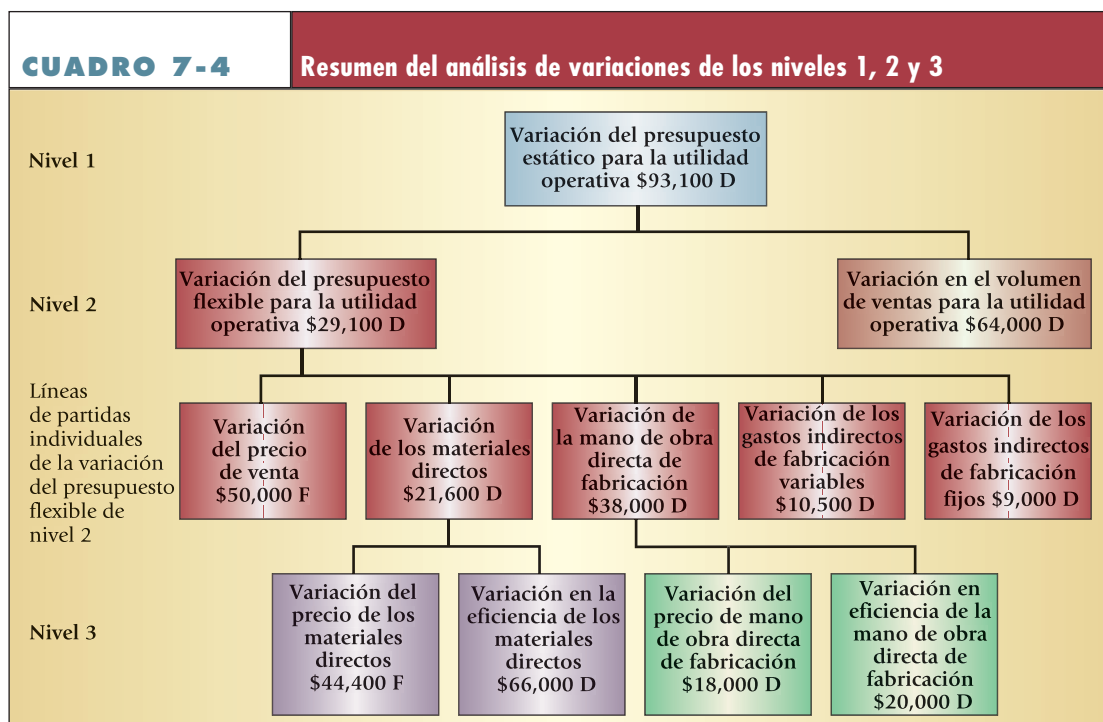 CUADRO 7-4
Resumen del análisis de variaciones de los niveles 1, 2 y 3
Nivel 1
Variación del presupuesto
estático para la utilidad
operativa $93,100 D
Nivel 2
Variación del presupuesto
flexible para la utilidad
operativa $29,100 D
Variación en el volumen
de ventas para la utilidad
operativa $64,000 D
Líneas
de partidas
individuales
de la variación
del presupuesto
flexible de
nivel 2
Variación
del precio
de venta
$50,000 F
Variación
de los materiales
directos
$21,600 D
Variación de
la mano de obra
directa de
fabricación
$38,000 D
Variación de los
gastos indirectos
de fabricación
variables
$10,500 D
Variación de los
gastos indirectos
de fabricación
fijos $9,000 D
Nivel 3
Variación del
precio de los
materiales
directos
$44,400 F
Variación en la
eficiencia de los
materiales
directos
$66,000 D
Variación del
precio de mano
de obra directa
de fabricación
$18,000 D
Variación en
eficiencia de la
mano de obra
directa de
fabricación
$20,000 D